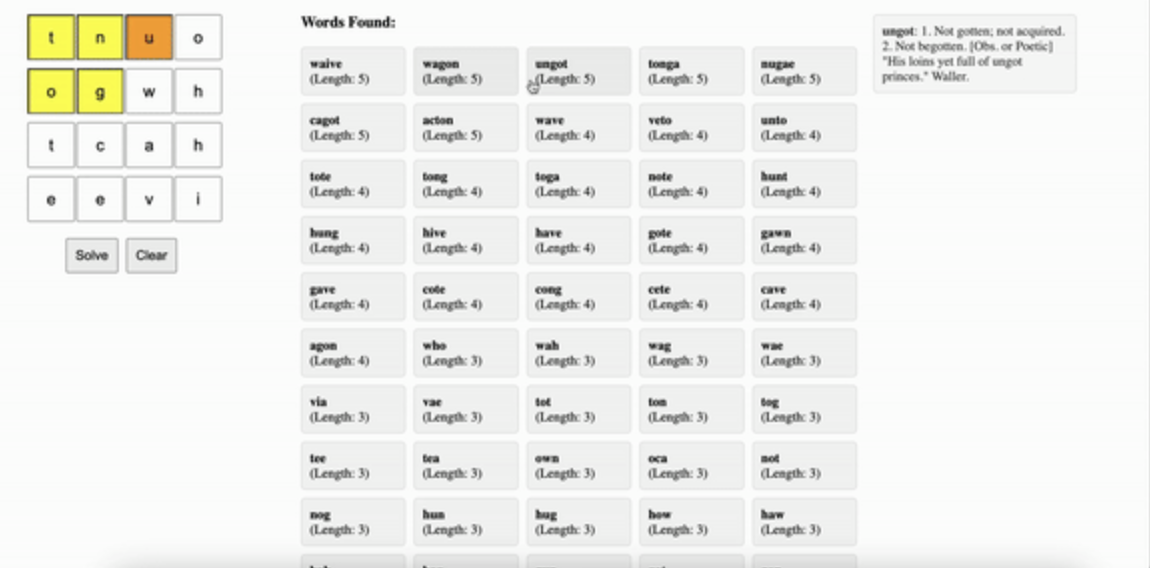 t n u o
o g w h
t c a h
e e v i
Solve Clear
Words Found:
waive wagon ungot tonga nugae
(Length: 5) (Length: 5) (Length: 5) (Length: 5) (Length: 5)
cagot acton wave veto unto
(Length: 5) (Length: 5) (Length: 4) (Length: 4) (Length: 4)
tote tong toga note hunt
(Length: 4) (Length: 4) (Length: 4) (Length: 4) (Length: 4)
hung hive have gote gawn
(Length: 4) (Length: 4) (Length: 4) (Length: 4) (Length: 4)
gave cote cong cete cave
(Length: 4) (Length: 4) (Length: 4) (Length: 4) (Length: 4)
agon who wah wag wae
(Length: 4) (Length: 3) (Length: 3) (Length: 3) (Length: 3)
via vae tot ton tog
(Length: 3) (Length: 3) (Length: 3) (Length: 3) (Length: 3)
tee tea own oca not
(Length: 3) (Length: 3) (Length: 3) (Length: 3) (Length: 3)
nog hun hug how haw
(Length: 3) (Length: 3) (Length: 3) (Length: 3) (Length: 3)
ungot: 1. Not gotten; not acquired.
2. Not begotten. [Obs. or Poetic]
"His loins yet full of ungot
princes." Waller.